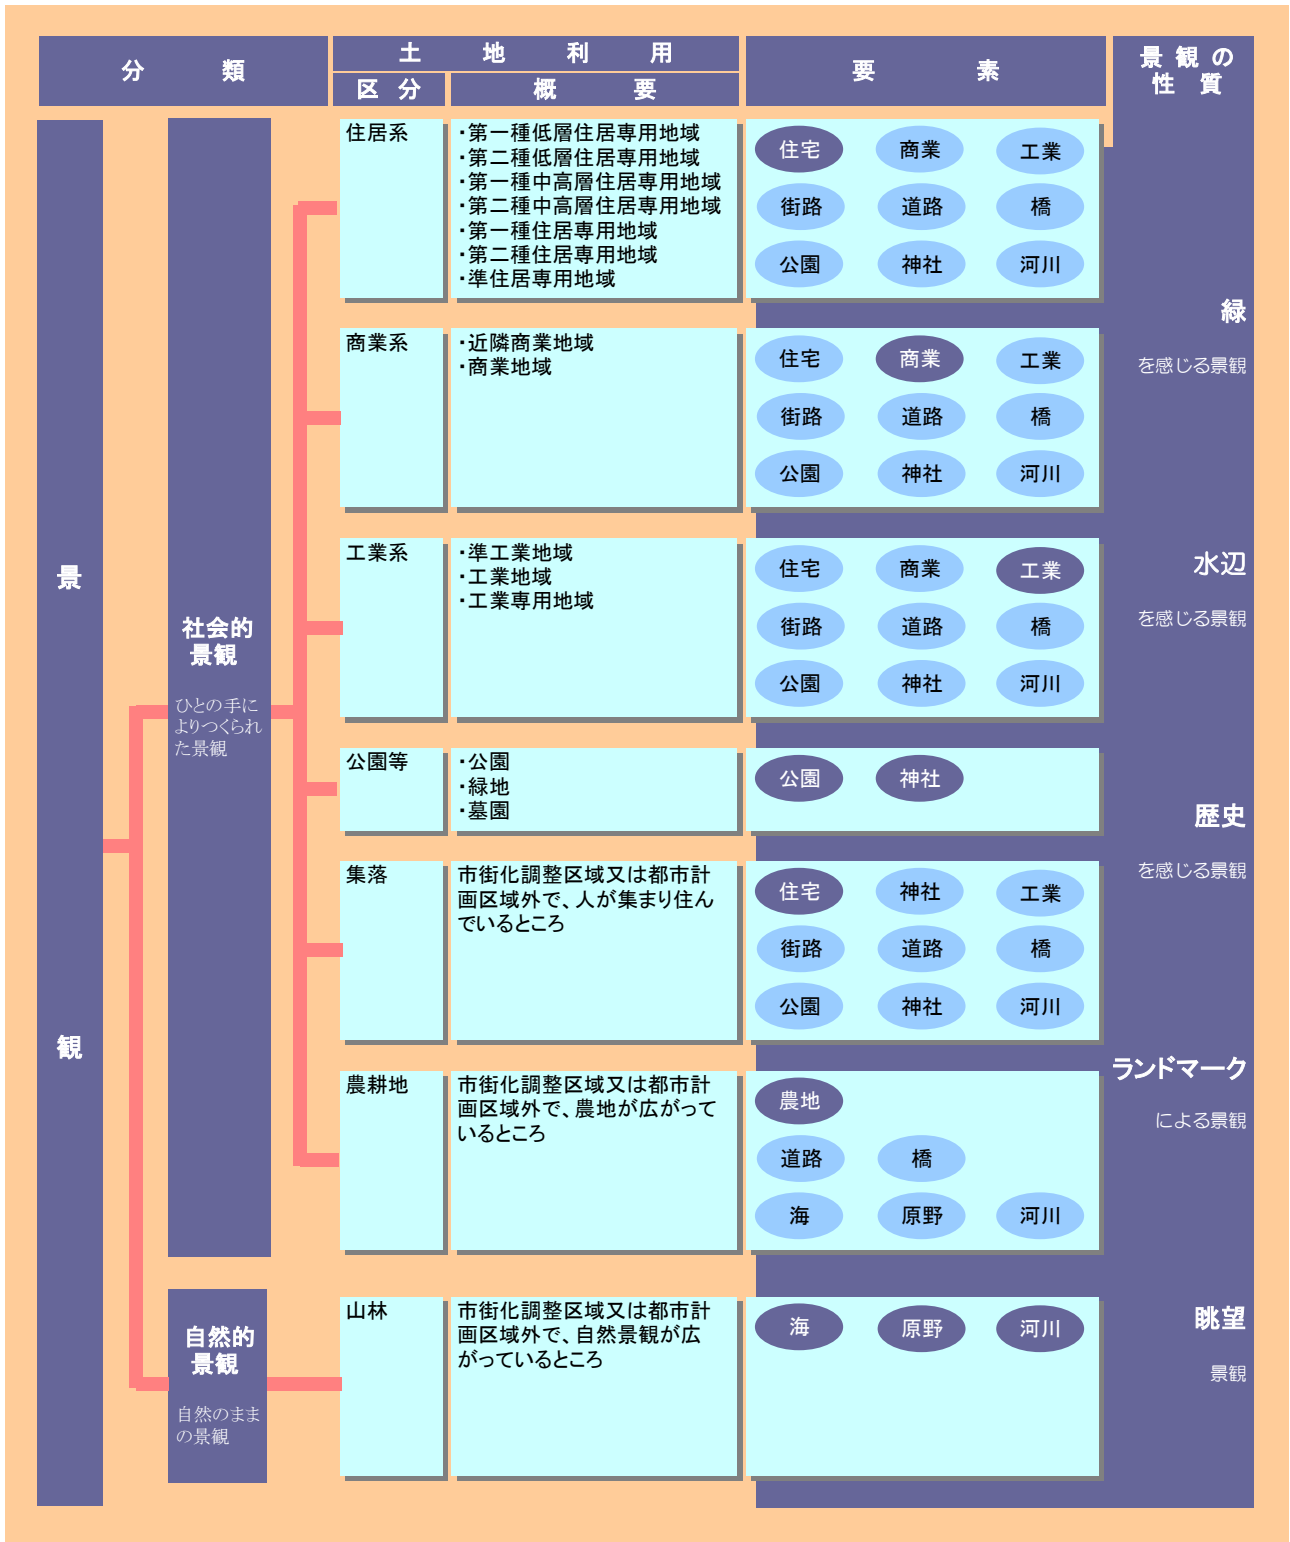 分 類
土 地 利 用
区 分
概 要
要 素
景 観 の
性 質
景
観
社会的
景観
ひとの手に
よりつくられ
た景観
自然的
景観
自然のまま
の景観
住居系
・第一種低層住居専用地域
・第二種低層住居専用地域
・第一種中高層住居専用地域
・第二種中高層住居専用地域
・第一種住居専用地域
・第二種住居専用地域
・準住居専用地域
住宅 商業 工業
街路 道路 橋
公園 神社 河川
商業系
・近隣商業地域
・商業地域
住宅 商業 工業
街路 道路 橋
公園 神社 河川
工業系
・準工業地域
・工業地域
・工業専用地域
住宅 商業 工業
街路 道路 橋
公園 神社 河川
公園等
・公園
・緑地
・墓園
公園 神社
集落
市街化調整区域又は都市計
画区域外で、人が集まり住ん
でいるところ
住宅 神社 工業
街路 道路 橋
公園 神社 河川
農耕地
市街化調整区域又は都市計
画区域外で、農地が広がって
いるところ
農地
道路 橋
海 原野 河川
山林
市街化調整区域又は都市計
画区域外で、自然景観が広
がっているところ
海 原野 河川
緑
を感じる景観
水辺
を感じる景観
歴史
を感じる景観
ランドマーク
による景観
眺望
景観